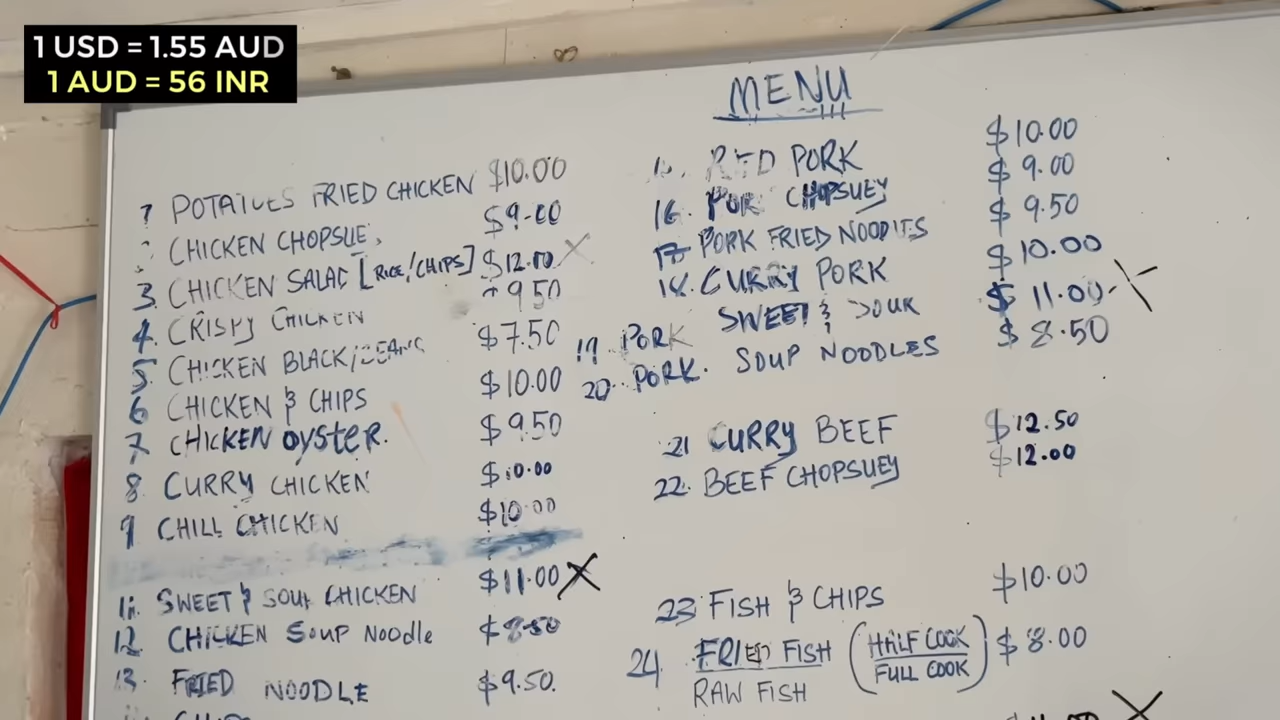 1 USD = 1.55 AUD
1 AUD = 56 INR
MENU
POTATOES FRIED CHICKEN $10.00
CHICKEN CHOPSUE $9.00
3 CHICKEN SALAD [RICE/CHIPS] $12.00 X
4. CRISPY CHICKEN 9.50
5. CHICKEN BLACK/BEANS $7.50
6 CHICKEN & CHIPS $10.00
7. CHICKEN OYSTER. $9.50
8. CURRY CHICKEN $10.00
9 CHILL CHICKEN $10.00
11. SWEET & SOUR CHICKEN $11.00 X
12. CHICKEN SOUP NOODLE $8.50
13. FRIED NOODLE $9.50.
PORK $10.00
16. PORK CHOPSUEY $9.00
17 PORK FRIED NOODLES $9.50
18. CURRY PORK $10.00
19 PORK SWEET & SOUR $11.00 X
20. PORK. SOUP NOODLES $8.50
21 CURRY BEEF $12.50
22. BEEF CHOPSUEY $12.00
23 FISH & CHIPS $10.00
24 FRIED FISH (HALF COOK $8.00
RAW FISH FULL COOK)
X